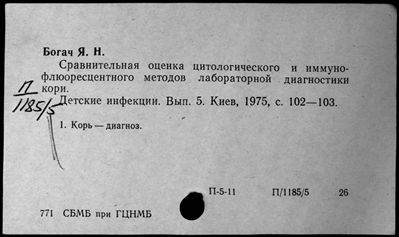 Богач Я. Н.
Сравнительная оценка цитологического и иммуно-
флюоресцентного методов лабораторной диагностики
кори.
П
1185/5
Детские инфекции. Вып. 5. Киев, 1975, с. 102—103.
1. Корь — диагноз.
П-5-11 П/1185/5 26
771 СБМБ при ГЦНМБ